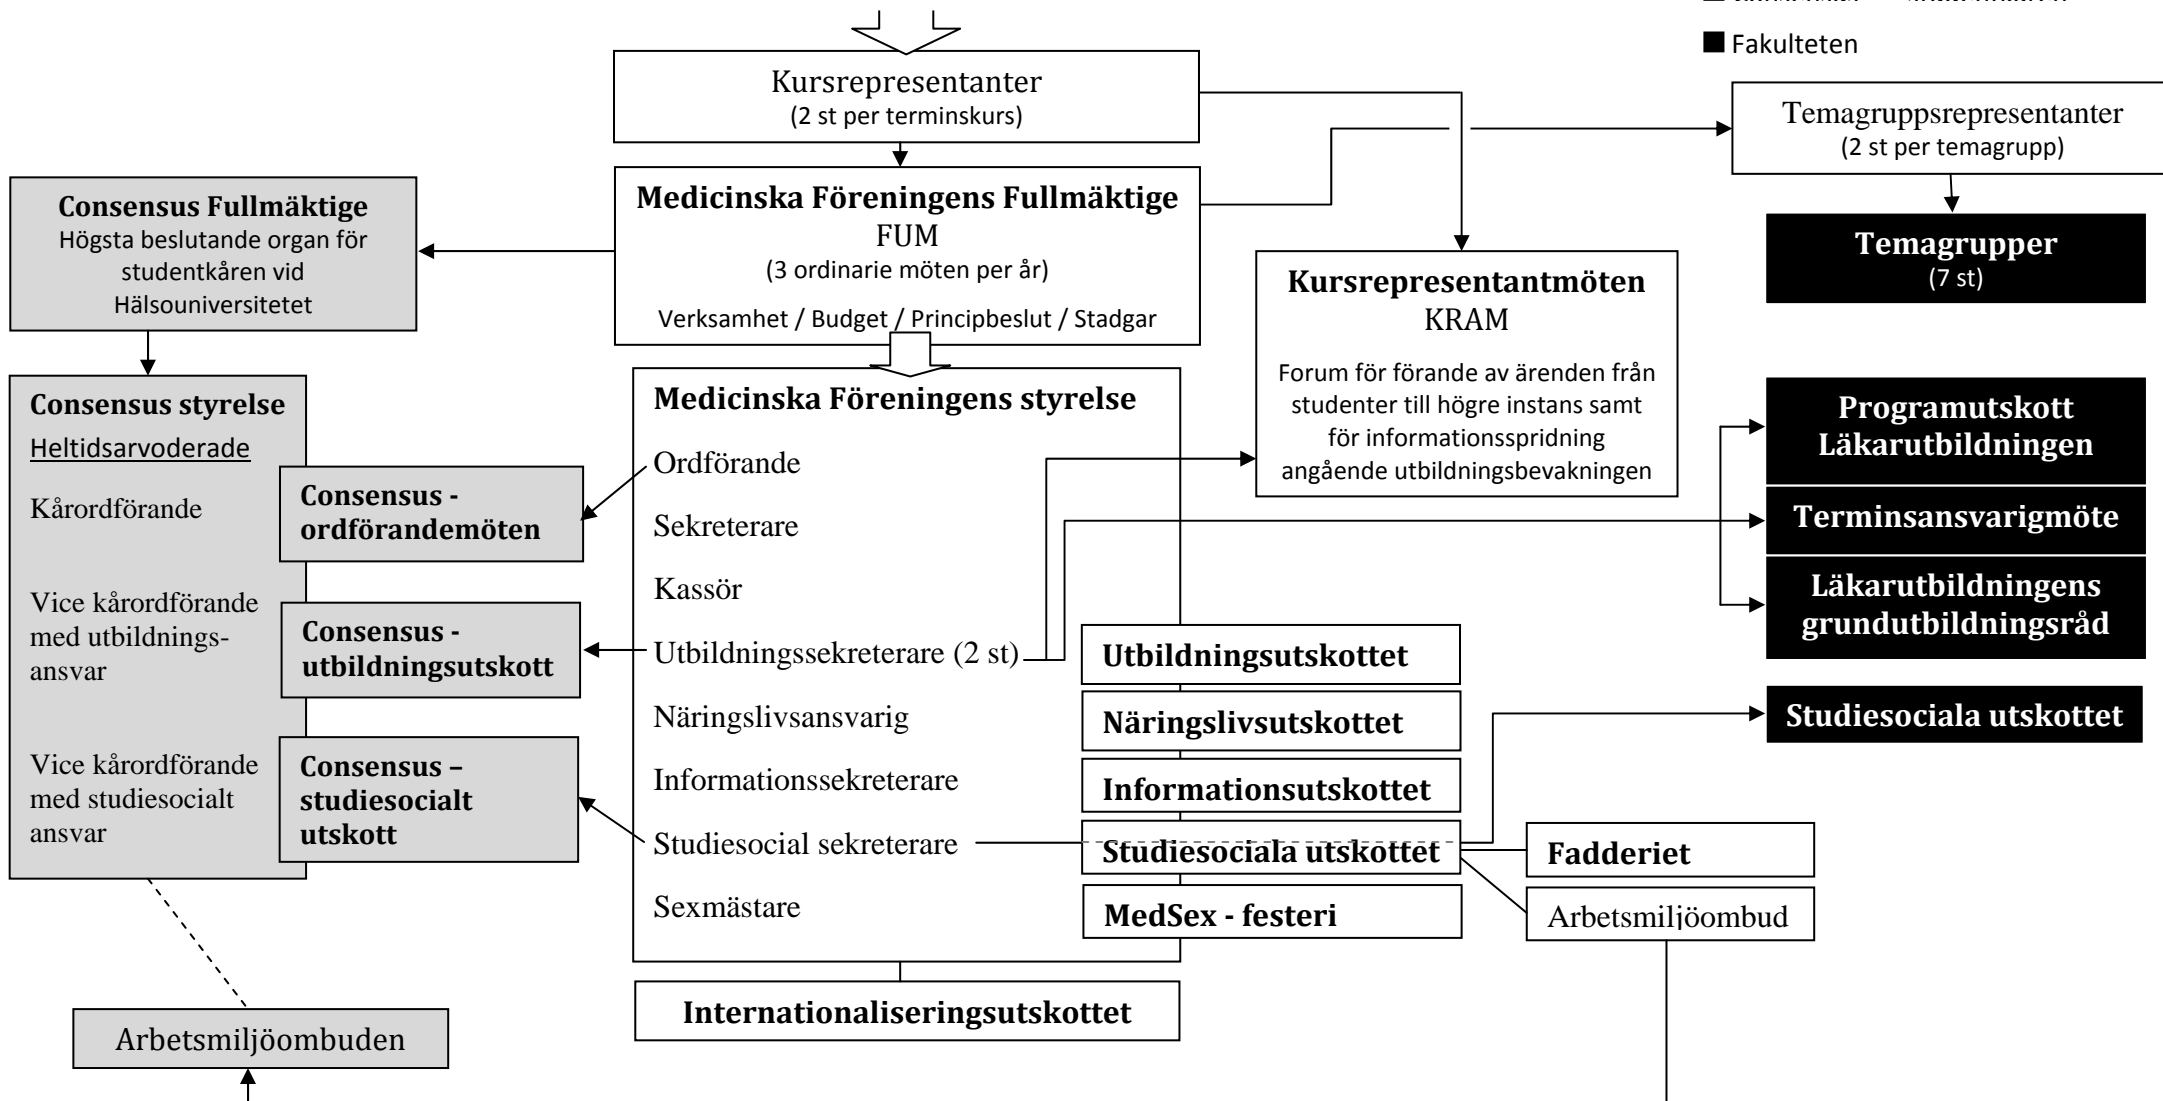 Fakulteten
Kursrepresentanter
(2 st per terminskurs)
Temagruppsrepresentanter
(2 st per temagrupp)
Consensus Fullmäktige
Högsta beslutande organ för
studentkåren vid
Hälsouniversitetet
Medicinska Föreningens Fullmäktige
FUM
(3 ordinarie möten per år)
Verksamhet / Budget / Principbeslut / Stadgar
Temagrupper
(7 st)
Kursrepresentantmöten
KRAM
Forum för förande av ärenden från
studenter till högre instans samt
för informationsspridning
angående utbildningsbevakningen
Consensus styrelse
Heltidsarvoderade
Kårordförande
Vice kårordförande
med utbildnings-
ansvar
Vice kårordförande
med studiesocialt
ansvar
Consensus -
ordförandemöten
Consensus -
utbildningsutskott
Consensus –
studiesocialt
utskott
Medicinska Föreningens styrelse
Ordförande
Sekreterare
Kassör
Utbildningssekreterare (2 st)
Näringslivsansvarig
Informationssekreterare
Studiesocial sekreterare
Sexmästare
Utbildningsutskottet
Näringslivsutskottet
Informationsutskottet
Studiesociala utskottet
MedSex - festeri
Programutskott
Läkarutbildningen
Terminsansvarigmöte
Läkarutbildningens
grundutbildningsråd
Studiesociala utskottet
Fadderiet
Arbetsmiljöombud
Internationaliseringsutskottet
Arbetsmiljöombuden